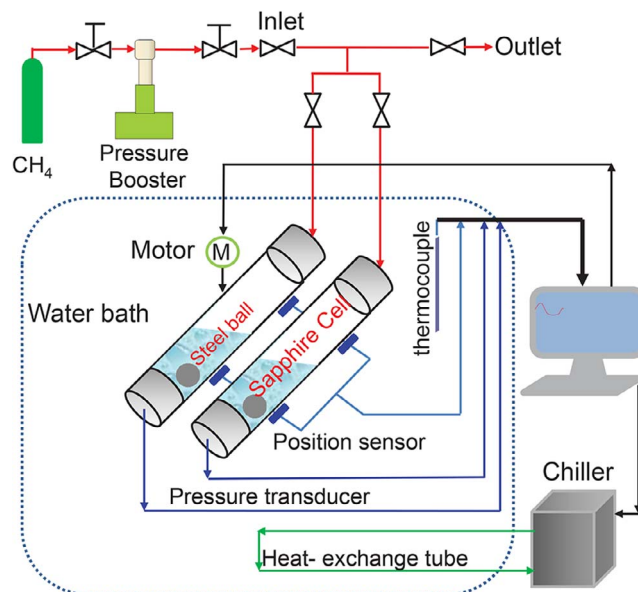 Inlet
Outlet
CH₄
Pressure
Booster
Motor
M
Water bath
Steel ball
Sapphire Cell
thermocouple
Position sensor
Pressure transducer
Chiller
Heat- exchange tube